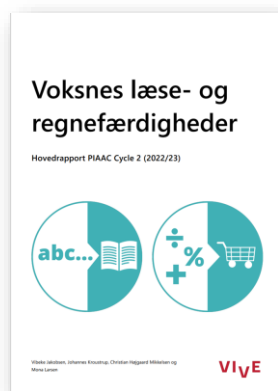 Voksnes læse- og
regnefærdigheder
Hovedrapport PIAAC Cycle 2 (2022/23)
abc...
÷
%
+
Vibeke Jakobsen, Johannes Knoutrup, Christian Højgaard Mikkelsen og
Mona Larsen
VIVE